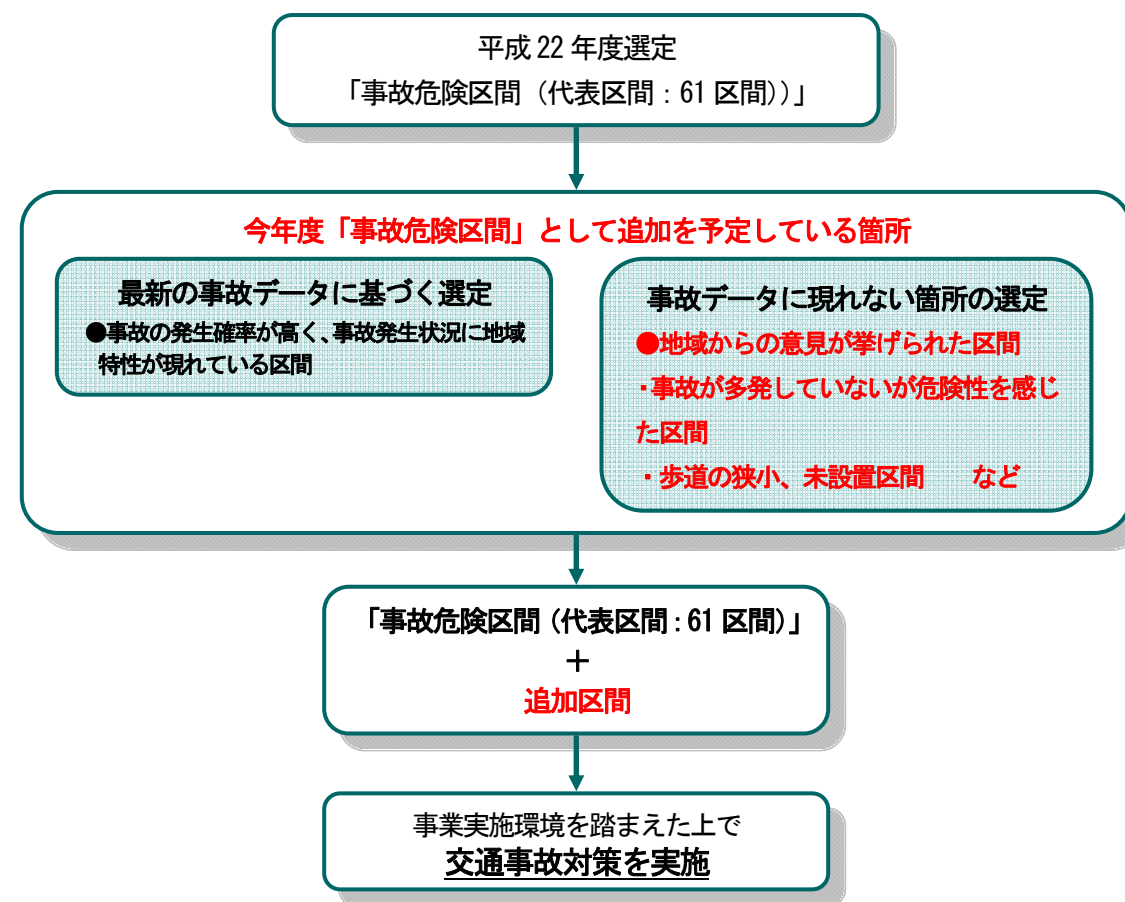 平成22年度選定
「事故危険区間（代表区間：61区間））」
今年度「事故危険区間」として追加を予定している箇所
最新の事故データに基づく選定
●事故の発生確率が高く、事故発生状況に地域
特性が現れている区間
事故データに現れない箇所の選定
●地域からの意見が挙げられた区間
・事故が多発していないが危険性を感じ
た区間
・歩道の狭小、未設置区間　　など
「事故危険区間（代表区間：61区間）」
＋
追加区間
事業実施環境を踏まえた上で
交通事故対策を実施